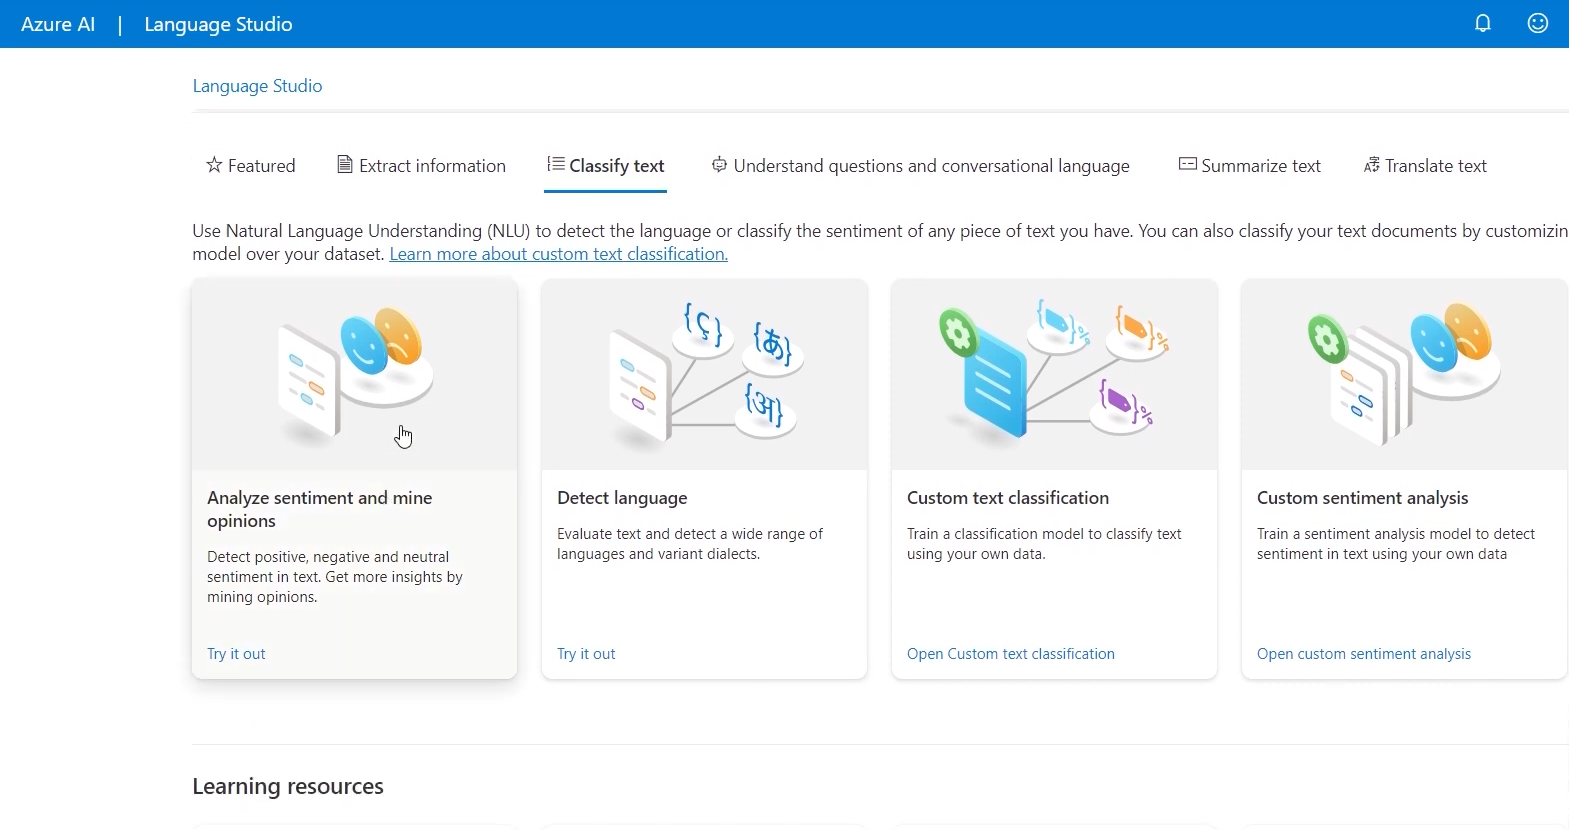 Azure AI | Language Studio
Language Studio
Featured
Extract information
Classify text
Understand questions and conversational language
Summarize text
Translate text
Use Natural Language Understanding (NLU) to detect the language or classify the sentiment of any piece of text you have. You can also classify your text documents by customizin
model over your dataset. Learn more about custom text classification.
{ç}
{あ}
{अ}
%
%
%
Analyze sentiment and mine
opinions
Detect positive, negative and neutral
sentiment in text. Get more insights by
mining opinions.
Try it out
Detect language
Evaluate text and detect a wide range of
languages and variant dialects.
Try it out
Custom text classification
Train a classification model to classify text
using your own data.
Open Custom text classification
Custom sentiment analysis
Train a sentiment analysis model to detect
sentiment in text using your own data
Open custom sentiment analysis
Learning resources